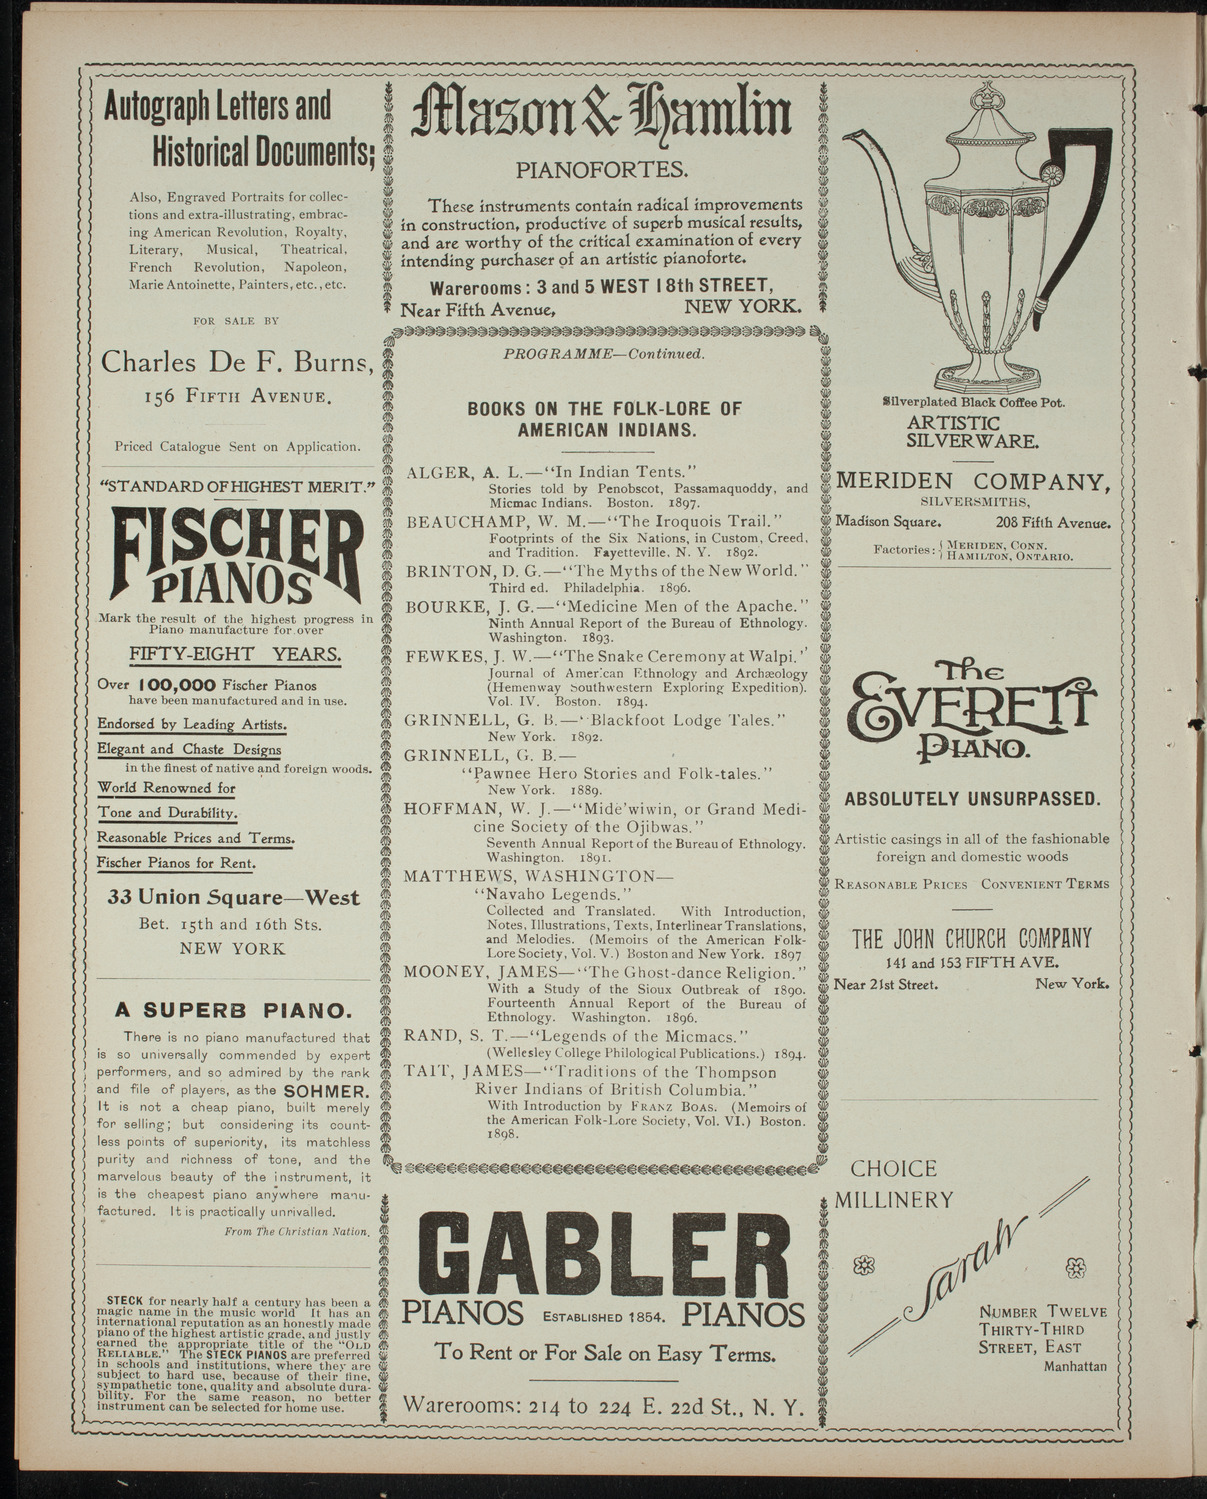 Autograph Letters and
Historical Documents;
Also, Engraved Portraits for collec-
tions and extra-illustrating, embrac-
ing American Revolution, Royalty,
Literary, Musical, Theatrical,
French Revolution, Napoleon,
Marie Antoinette, Painters, etc., etc.
FOR SALE BY
Charles De F. Burns,
156 FIFTH AVENUE.
Priced Catalogue Sent on Application.
"STANDARD OF HIGHEST MERIT."
FISCHER
PIANOS
Mark the result of the highest progress in
Piano manufacture for over
FIFTY-EIGHT YEARS.
Over 100,000 Fischer Pianos
have been manufactured and in use.
Endorsed by Leading Artists.
Elegant and Chaste Designs
in the finest of native and foreign woods.
World Renowned for
Tone and Durability.
Reasonable Prices and Terms.
Fischer Pianos for Rent.
33 Union Square—West
Bet. 15th and 16th Sts.
NEW YORK
A SUPERB PIANO.
There is no piano manufactured that
is so universally commended by expert
performers, and so admired by the rank
and file of players, as the SOHMER.
It is not a cheap piano, built merely
for selling; but considering its count-
less points of superiority, its matchless
purity and richness of tone, and the
marvelous beauty of the instrument, it
is the cheapest piano anywhere manu-
factured. It is practically unrivalled.
From The Christian Nation.
STECK for nearly half a century has been a
magic name in the music world It has an
international reputation as an honestly made
piano of the highest artistic grade, and justly
earned the appropriate title of the "OLD
RELIABLE." The STECK PIANOS are preferred
in schools and institutions, where they are
subject to hard use, because of their fine,
sympathetic tone, quality and absolute dura-
bility. For the same reason, no better
instrument can be selected for home use.
Mason & Hamlin
PIANOFORTES.
These instruments contain radical improvements
in construction, productive of superb musical results,
and are worthy of the critical examination of every
intending purchaser of an artistic pianoforte.
Warerooms: 3 and 5 WEST 18th STREET,
Near Fifth Avenue, NEW YORK.
PROGRAMME—Continued.
BOOKS ON THE FOLK-LORE OF
AMERICAN INDIANS.
ALGER, A. L.—"In Indian Tents."
Stories told by Penobscot, Passamaquoddy, and
Micmac Indians. Boston. 1897.
BEAUCHAMP, W. M.—"The Iroquois Trail."
Footprints of the Six Nations, in Custom, Creed,
and Tradition. Fayetteville, N. Y. 1892.
BRINTON, D. G.—"The Myths of the New World."
Third ed. Philadelphia. 1896.
BOURKE, J. G.—"Medicine Men of the Apache."
Ninth Annual Report of the Bureau of Ethnology.
Washington. 1893.
FEWKES, J. W.—"The Snake Ceremony at Walpi."
Journal of American Ethnology and Archæology
(Hemenway Southwestern Exploring Expedition).
Vol. IV. Boston. 1894.
GRINNELL, G. B.—"Blackfoot Lodge Tales."
New York. 1892.
GRINNELL, G. B.—
"Pawnee Hero Stories and Folk-tales."
New York. 1889.
HOFFMAN, W. J.—"Mide'wiwin, or Grand Medi-
cine Society of the Ojibwas."
Seventh Annual Report of the Bureau of Ethnology.
Washington. 1891.
MATTHEWS, WASHINGTON—
"Navaho Legends."
Collected and Translated. With Introduction,
Notes, Illustrations, Texts, Interlinear Translations,
and Melodies. (Memoirs of the American Folk-
Lore Society, Vol. V.) Boston and New York. 1897
MOONEY, JAMES—"The Ghost-dance Religion."
With a Study of the Sioux Outbreak of 1890.
Fourteenth Annual Report of the Bureau of
Ethnology. Washington. 1896.
RAND, S. T.—"Legends of the Micmacs."
(Wellesley College Philological Publications.) 1894.
TAIT, JAMES—"Traditions of the Thompson
River Indians of British Columbia."
With Introduction by FRANZ BOAS. (Memoirs of
the American Folk-Lore Society, Vol. VI.) Boston.
1898.
GABLER
PIANOS ESTABLISHED 1854. PIANOS
To Rent or For Sale on Easy Terms.
Warerooms: 214 to 224 E. 22d St., N. Y.
Silverplated Black Coffee Pot.
ARTISTIC
SILVERWARE.
MERIDEN COMPANY,
SILVERSMITHS,
Madison Square. 208 Fifth Avenue.
Factories: { MERIDEN, CONN.
HAMILTON, ONTARIO.
The
EVERETT
PIANO.
ABSOLUTELY UNSURPASSED.
Artistic casings in all of the fashionable
foreign and domestic woods
REASONABLE PRICES CONVENIENT TERMS
THE JOHN CHURCH COMPANY
141 and 153 FIFTH AVE.
Near 21st Street. New York.
CHOICE
MILLINERY
Sarah
NUMBER TWELVE
THIRTY-THIRD
STREET, EAST
Manhattan